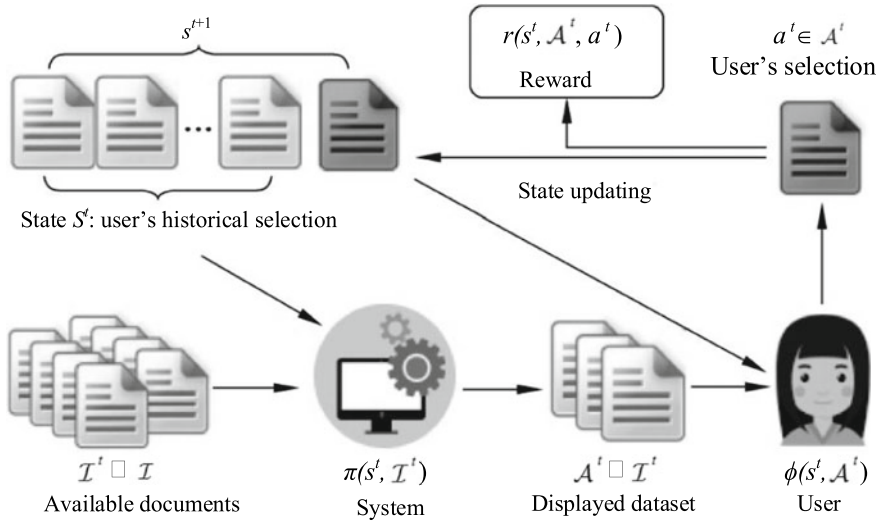 s^{t+1}
r(s^t, 𝒜^t, a^t)
Reward
a^t ∈ 𝒜^t
User's selection
...
State updating
State S^t: user's historical selection
ℐ^t □ ℐ
Available documents
π(s^t, ℐ^t)
System
𝒜^t □ ℐ^t
Displayed dataset
ϕ(s^t, 𝒜^t)
User